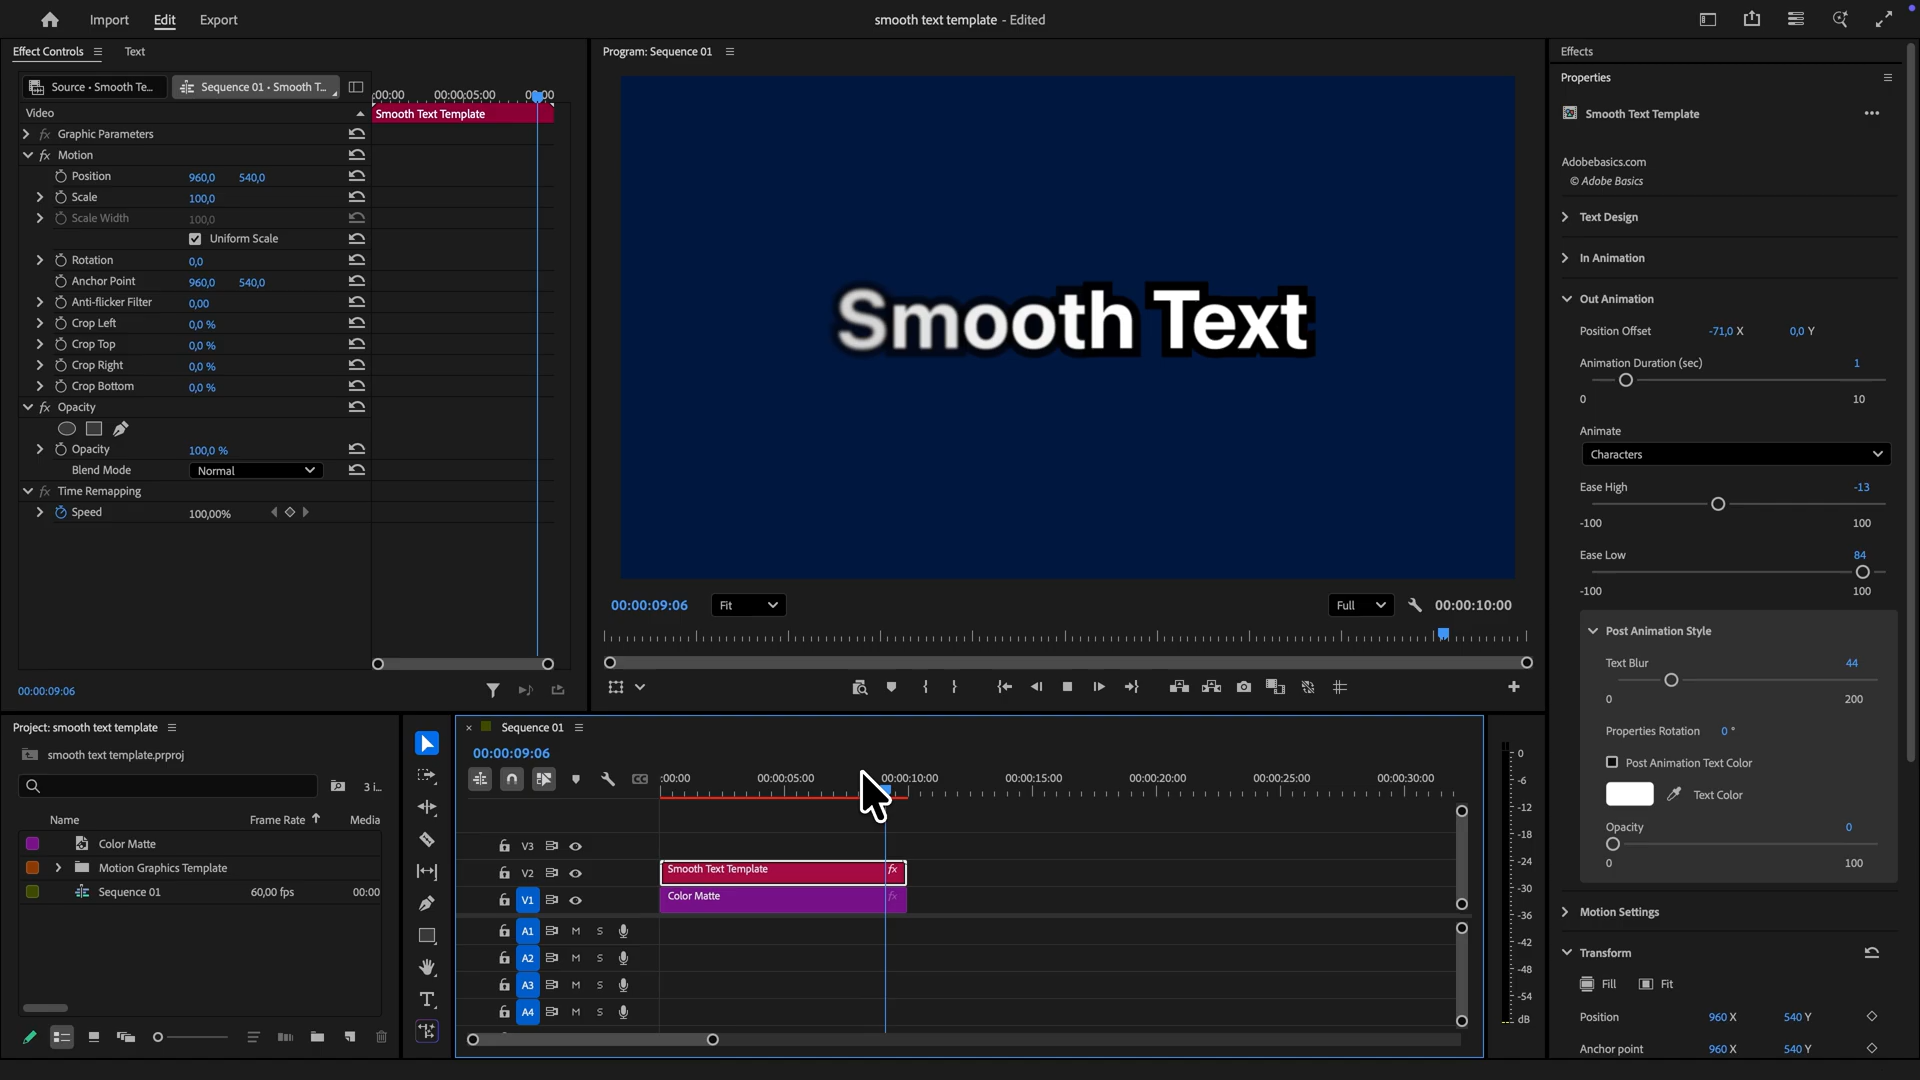 Import
Edit
Export
smooth text template - Edited
Effect Controls
Text
Source • Smooth Te...
Sequence 01 • Smooth T...
:00:00
00:00:05:00
00:00
Video
Smooth Text Template
fx Graphic Parameters
fx Motion
Position 960,0 540,0
Scale 100,0
Scale Width 100,0
Uniform Scale
Rotation 0,0
Anchor Point 960,0 540,0
Anti-flicker Filter 0,00
Crop Left 0,0 %
Crop Top 0,0 %
Crop Right 0,0 %
Crop Bottom 0,0 %
fx Opacity
Opacity 100,0 %
Blend Mode Normal
fx Time Remapping
Speed 100,00%
00:00:09:06
Program: Sequence 01
Smooth Text
00:00:09:06
Fit
Full
00:00:10:00
Effects
Properties
Smooth Text Template
Adobebasics.com
© Adobe Basics
Text Design
In Animation
Out Animation
Position Offset -71,0 X 0,0 Y
Animation Duration (sec) 1
0 10
Animate
Characters
Ease High -13
-100 100
Ease Low 84
-100 100
Post Animation Style
Text Blur 44
0 200
Properties Rotation 0 °
Post Animation Text Color
Text Color
Opacity 0
0 100
Motion Settings
Transform
Fill Fit
Position 960 X 540 Y
Anchor point 960 X 540 Y
Project: smooth text template
smooth text template.prproj
3 i...
Name Frame Rate Media
Color Matte
Motion Graphics Template
Sequence 01 60,00 fps 00:00
× Sequence 01
00:00:09:06
CC
:00:00 00:00:05:00 00:00:10:00 00:00:15:00 00:00:20:00 00:00:25:00 00:00:30:00
V3
V2
Smooth Text Template fx
V1
Color Matte fx
A1 M S
A2 M S
A3 M S
A4 M S
0
-6
-12
-18
-24
-30
-36
-42
-48
-54
dB